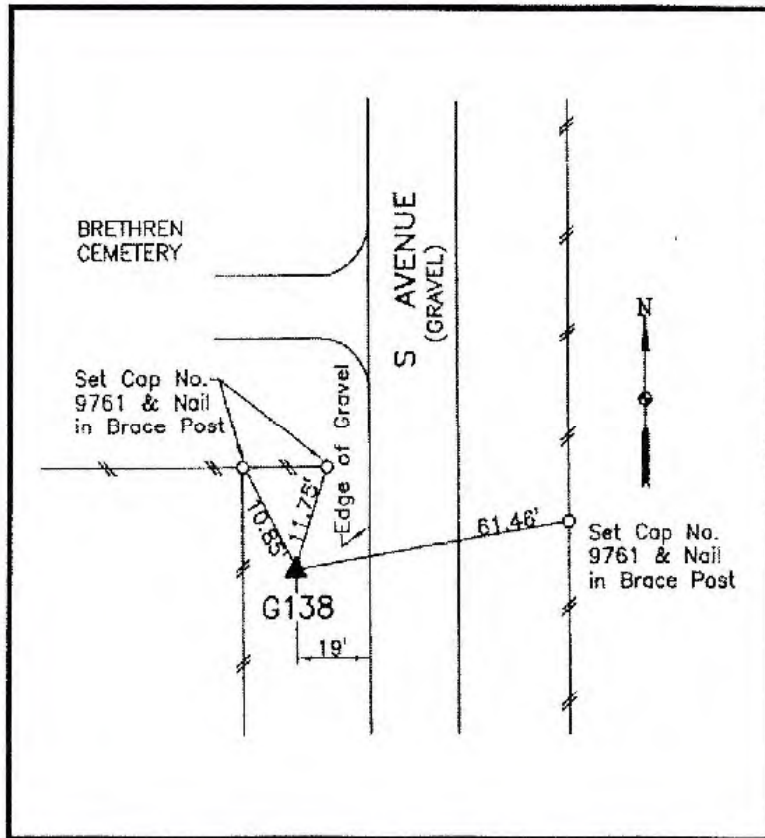 BRETHREN
CEMETERY
S AVENUE
(GRAVEL)
N
Set Cap No.
9761 & Nail
in Brace Post
Edge of Gravel
10.85'
11.75'
61.46'
Set Cap No.
9761 & Nail
in Brace Post
G138
19'